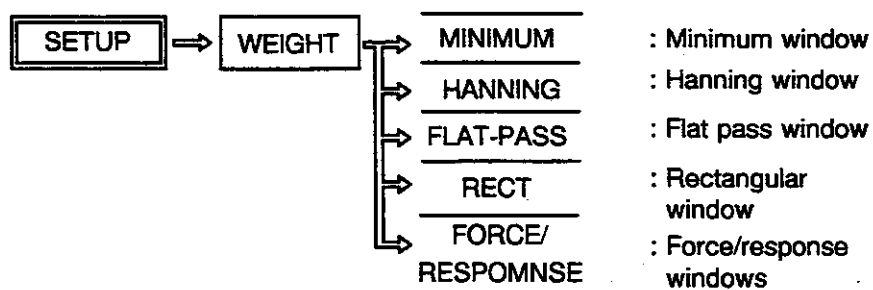 SETUP WEIGHT MINIMUM : Minimum window
HANNING : Hanning window
FLAT-PASS : Flat pass window
RECT : Rectangular
window
FORCE/ : Force/response
RESPOMNSE windows